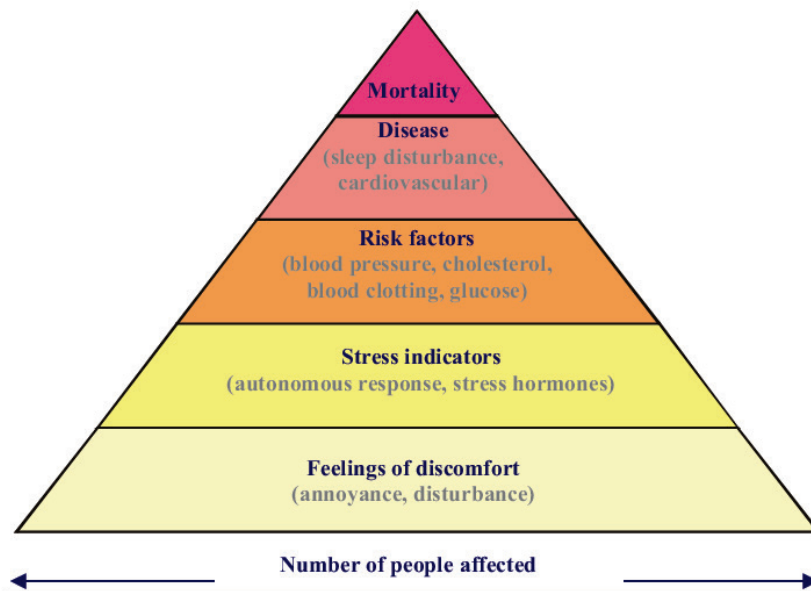 Mortality
Disease
(sleep disturbance,
cardiovascular)
Risk factors
(blood pressure, cholesterol,
blood clotting, glucose)
Stress indicators
(autonomous response, stress hormones)
Feelings of discomfort
(annoyance, disturbance)
Number of people affected